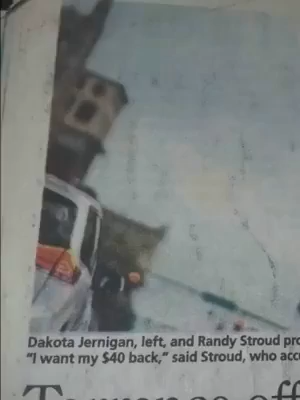 Dakota Jernigan, left, and Randy Stroud pro
"I want my $40 back," said Stroud, who acc